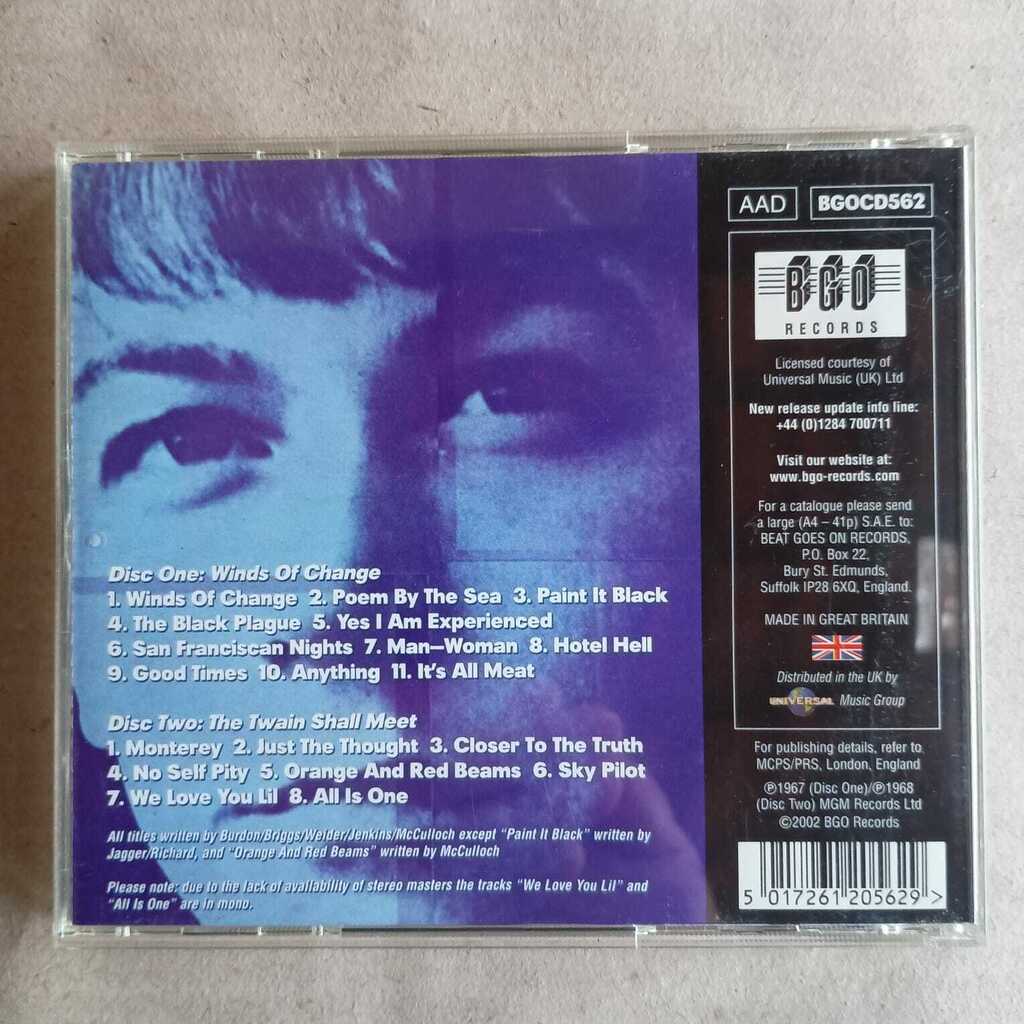 Disc One: Winds Of Change
1. Winds Of Change 2. Poem By The Sea 3. Paint It Black
4. The Black Plague 5. Yes I Am Experienced
6. San Franciscan Nights 7. Man—Woman 8. Hotel Hell
9. Good Times 10. Anything 11. It's All Meat
Disc Two: The Twain Shall Meet
1. Monterey 2. Just The Thought 3. Closer To The Truth
4. No Self Pity 5. Orange And Red Beams 6. Sky Pilot
7. We Love You Lil 8. All Is One
All titles written by Burdon/Briggs/Weider/Jenkins/McCulloch except "Paint It Black" written by
Jagger/Richard, and "Orange And Red Beams" written by McCulloch
Please note: due to the lack of availability of stereo masters the tracks "We Love You Lil" and
"All Is One" are in mono.
AAD BGOCD562
BGO
RECORDS
Licensed courtesy of
Universal Music (UK) Ltd
New release update info line:
+44 (0)1284 700711
Visit our website at:
www.bgo-records.com
For a catalogue please send
a large (A4 – 41p) S.A.E. to:
BEAT GOES ON RECORDS,
P.O. Box 22,
Bury St. Edmunds,
Suffolk IP28 6XQ, England.
MADE IN GREAT BRITAIN
Distributed in the UK by
UNIVERSAL Music Group
For publishing details, refer to
MCPS/PRS, London, England
℗1967 (Disc One)/℗1968
(Disc Two) MGM Records Ltd
©2002 BGO Records
5 017261 205629 >